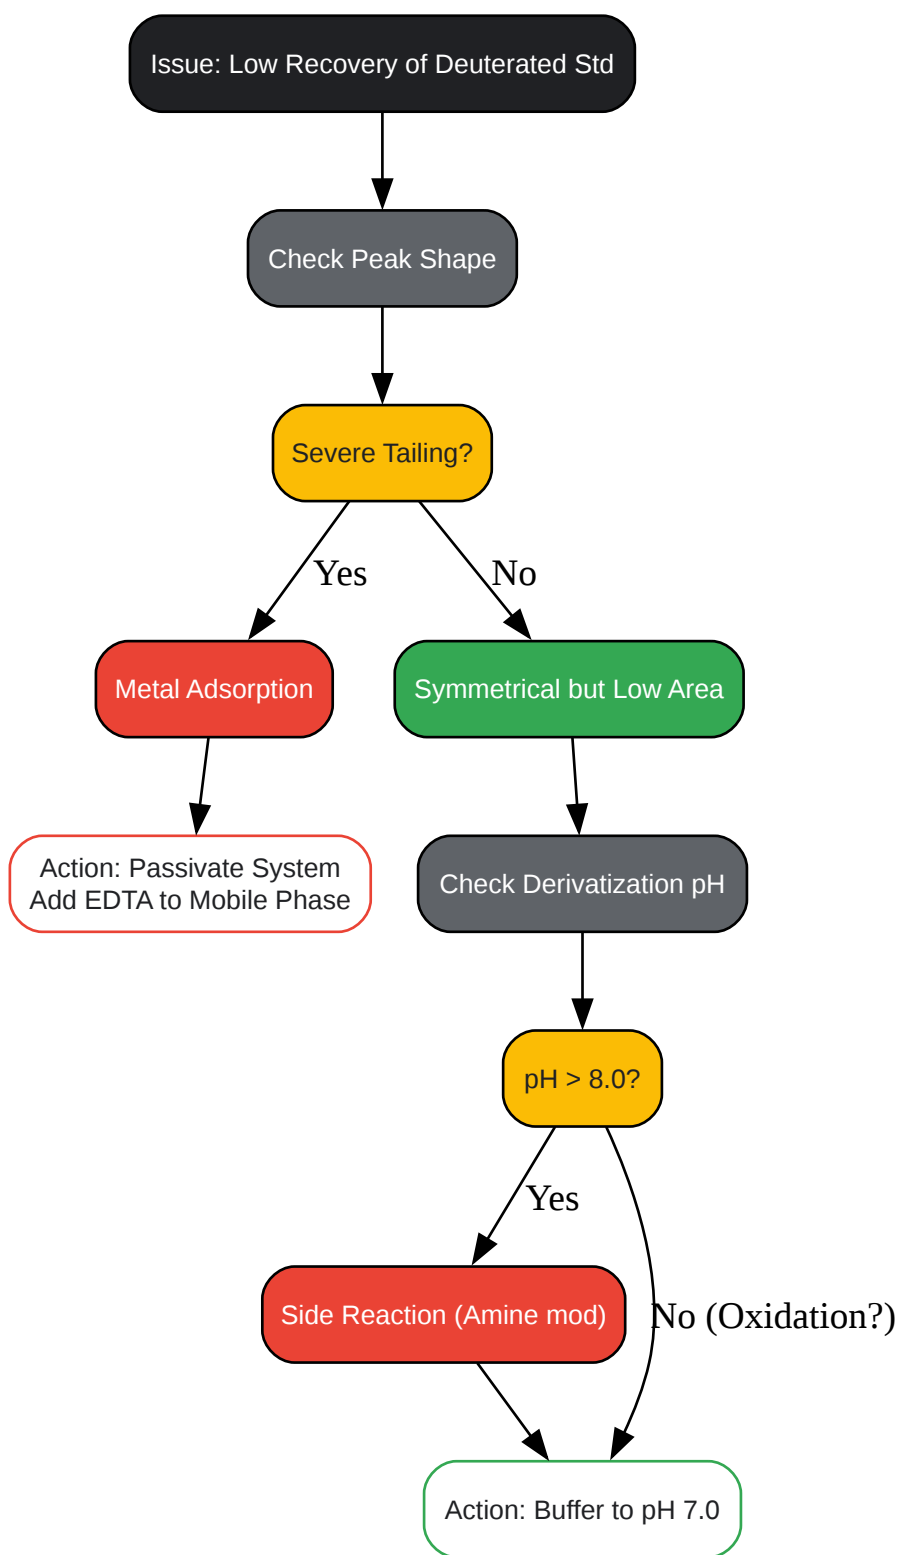 Issue: Low Recovery of Deuterated Std
Check Peak Shape
Severe Tailing?
Yes
No
Metal Adsorption
Symmetrical but Low Area
Action: Passivate System
Add EDTA to Mobile Phase
Check Derivatization pH
pH > 8.0?
Yes
Side Reaction (Amine mod)
No (Oxidation?)
Action: Buffer to pH 7.0